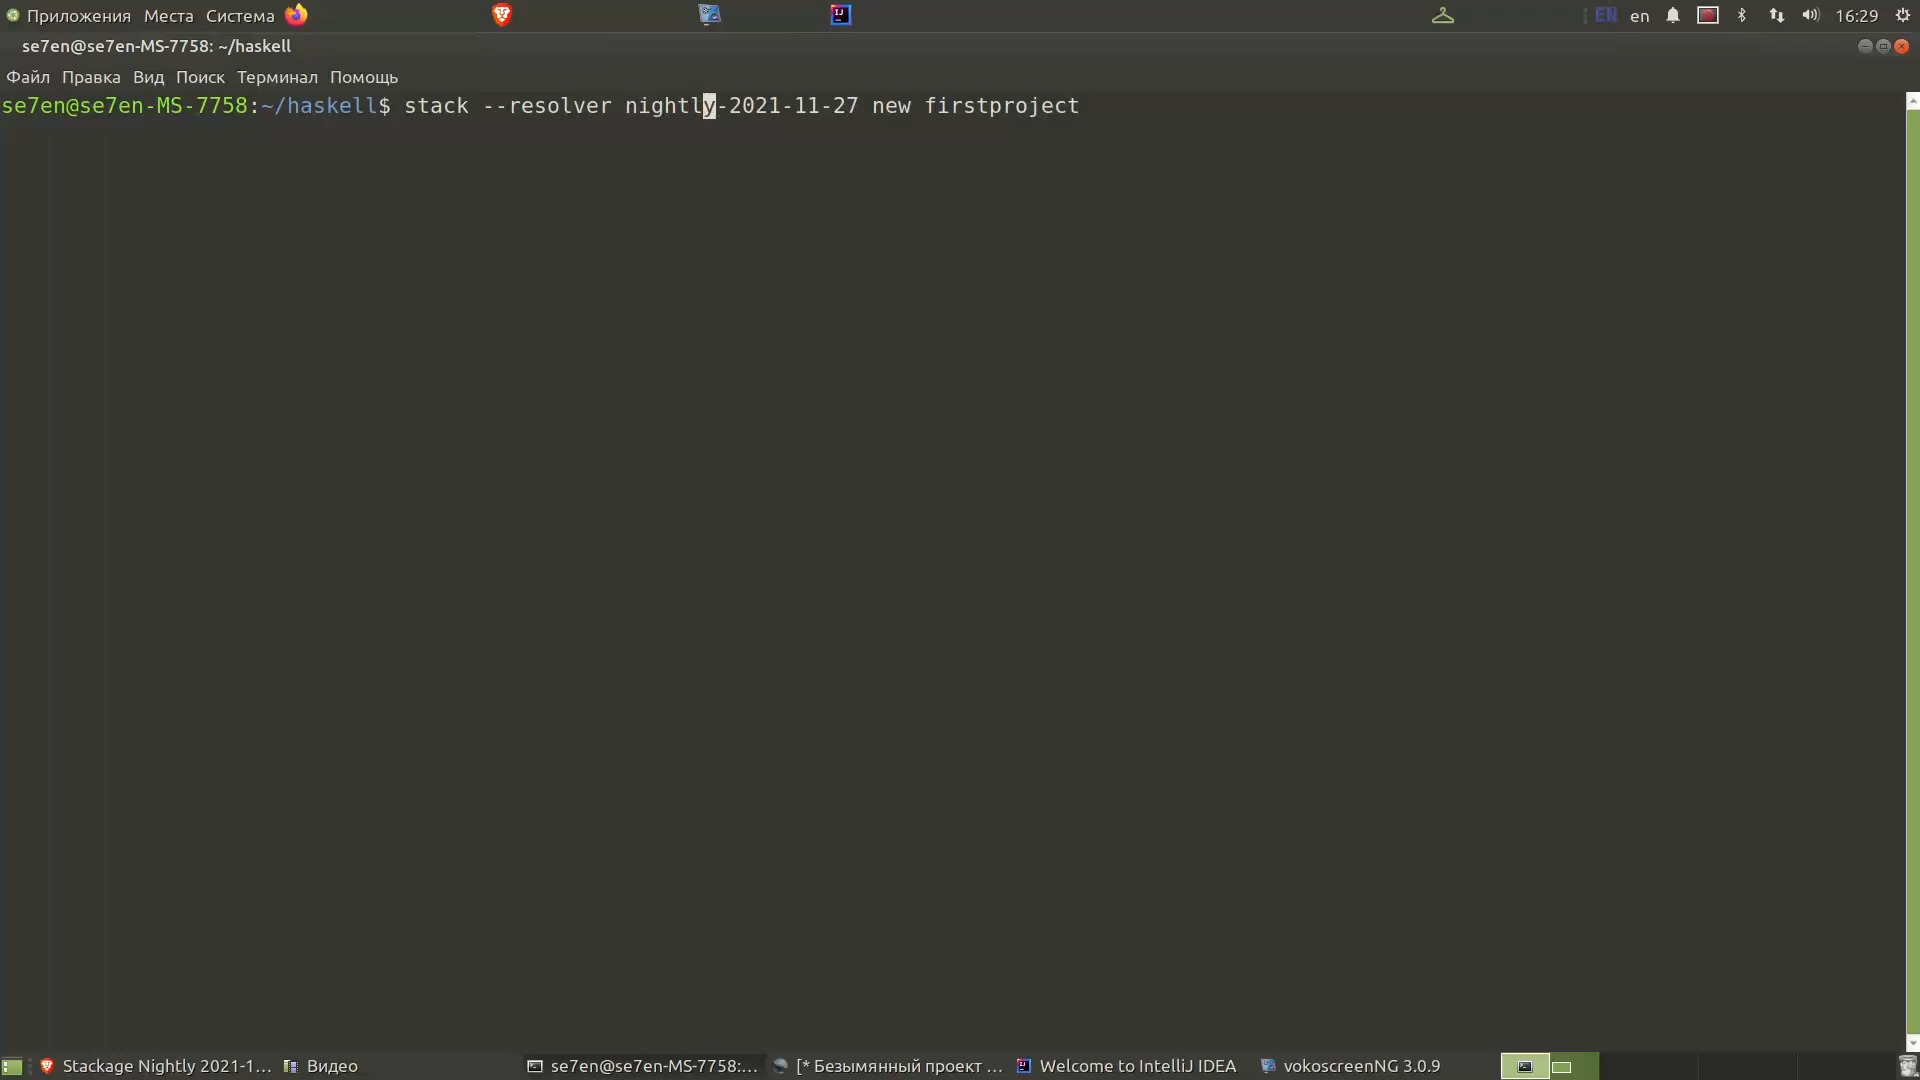 Приложения Места Система EN en 16:29
se7en@se7en-MS-7758: ~/haskell
Файл Правка Вид Поиск Терминал Помощь
se7en@se7en-MS-7758:~/haskell$ stack --resolver nightly-2021-11-27 new firstproject
Stackage Nightly 2021-1... Видео se7en@se7en-MS-7758:... [* Безымянный проект ... Welcome to IntelliJ IDEA vokoscreenNG 3.0.9